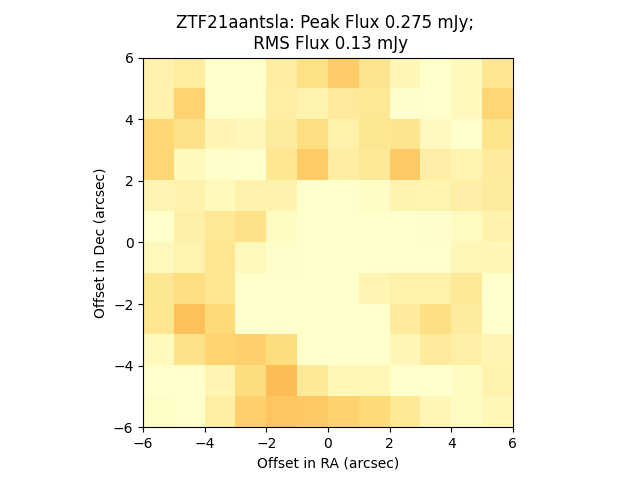 ZTF21aantsla: Peak Flux 0.275 mJy;
RMS Flux 0.13 mJy
6
4
2
0
−2
−4
−6
Offset in Dec (arcsec)
−6 −4 −2 0 2 4 6
Offset in RA (arcsec)